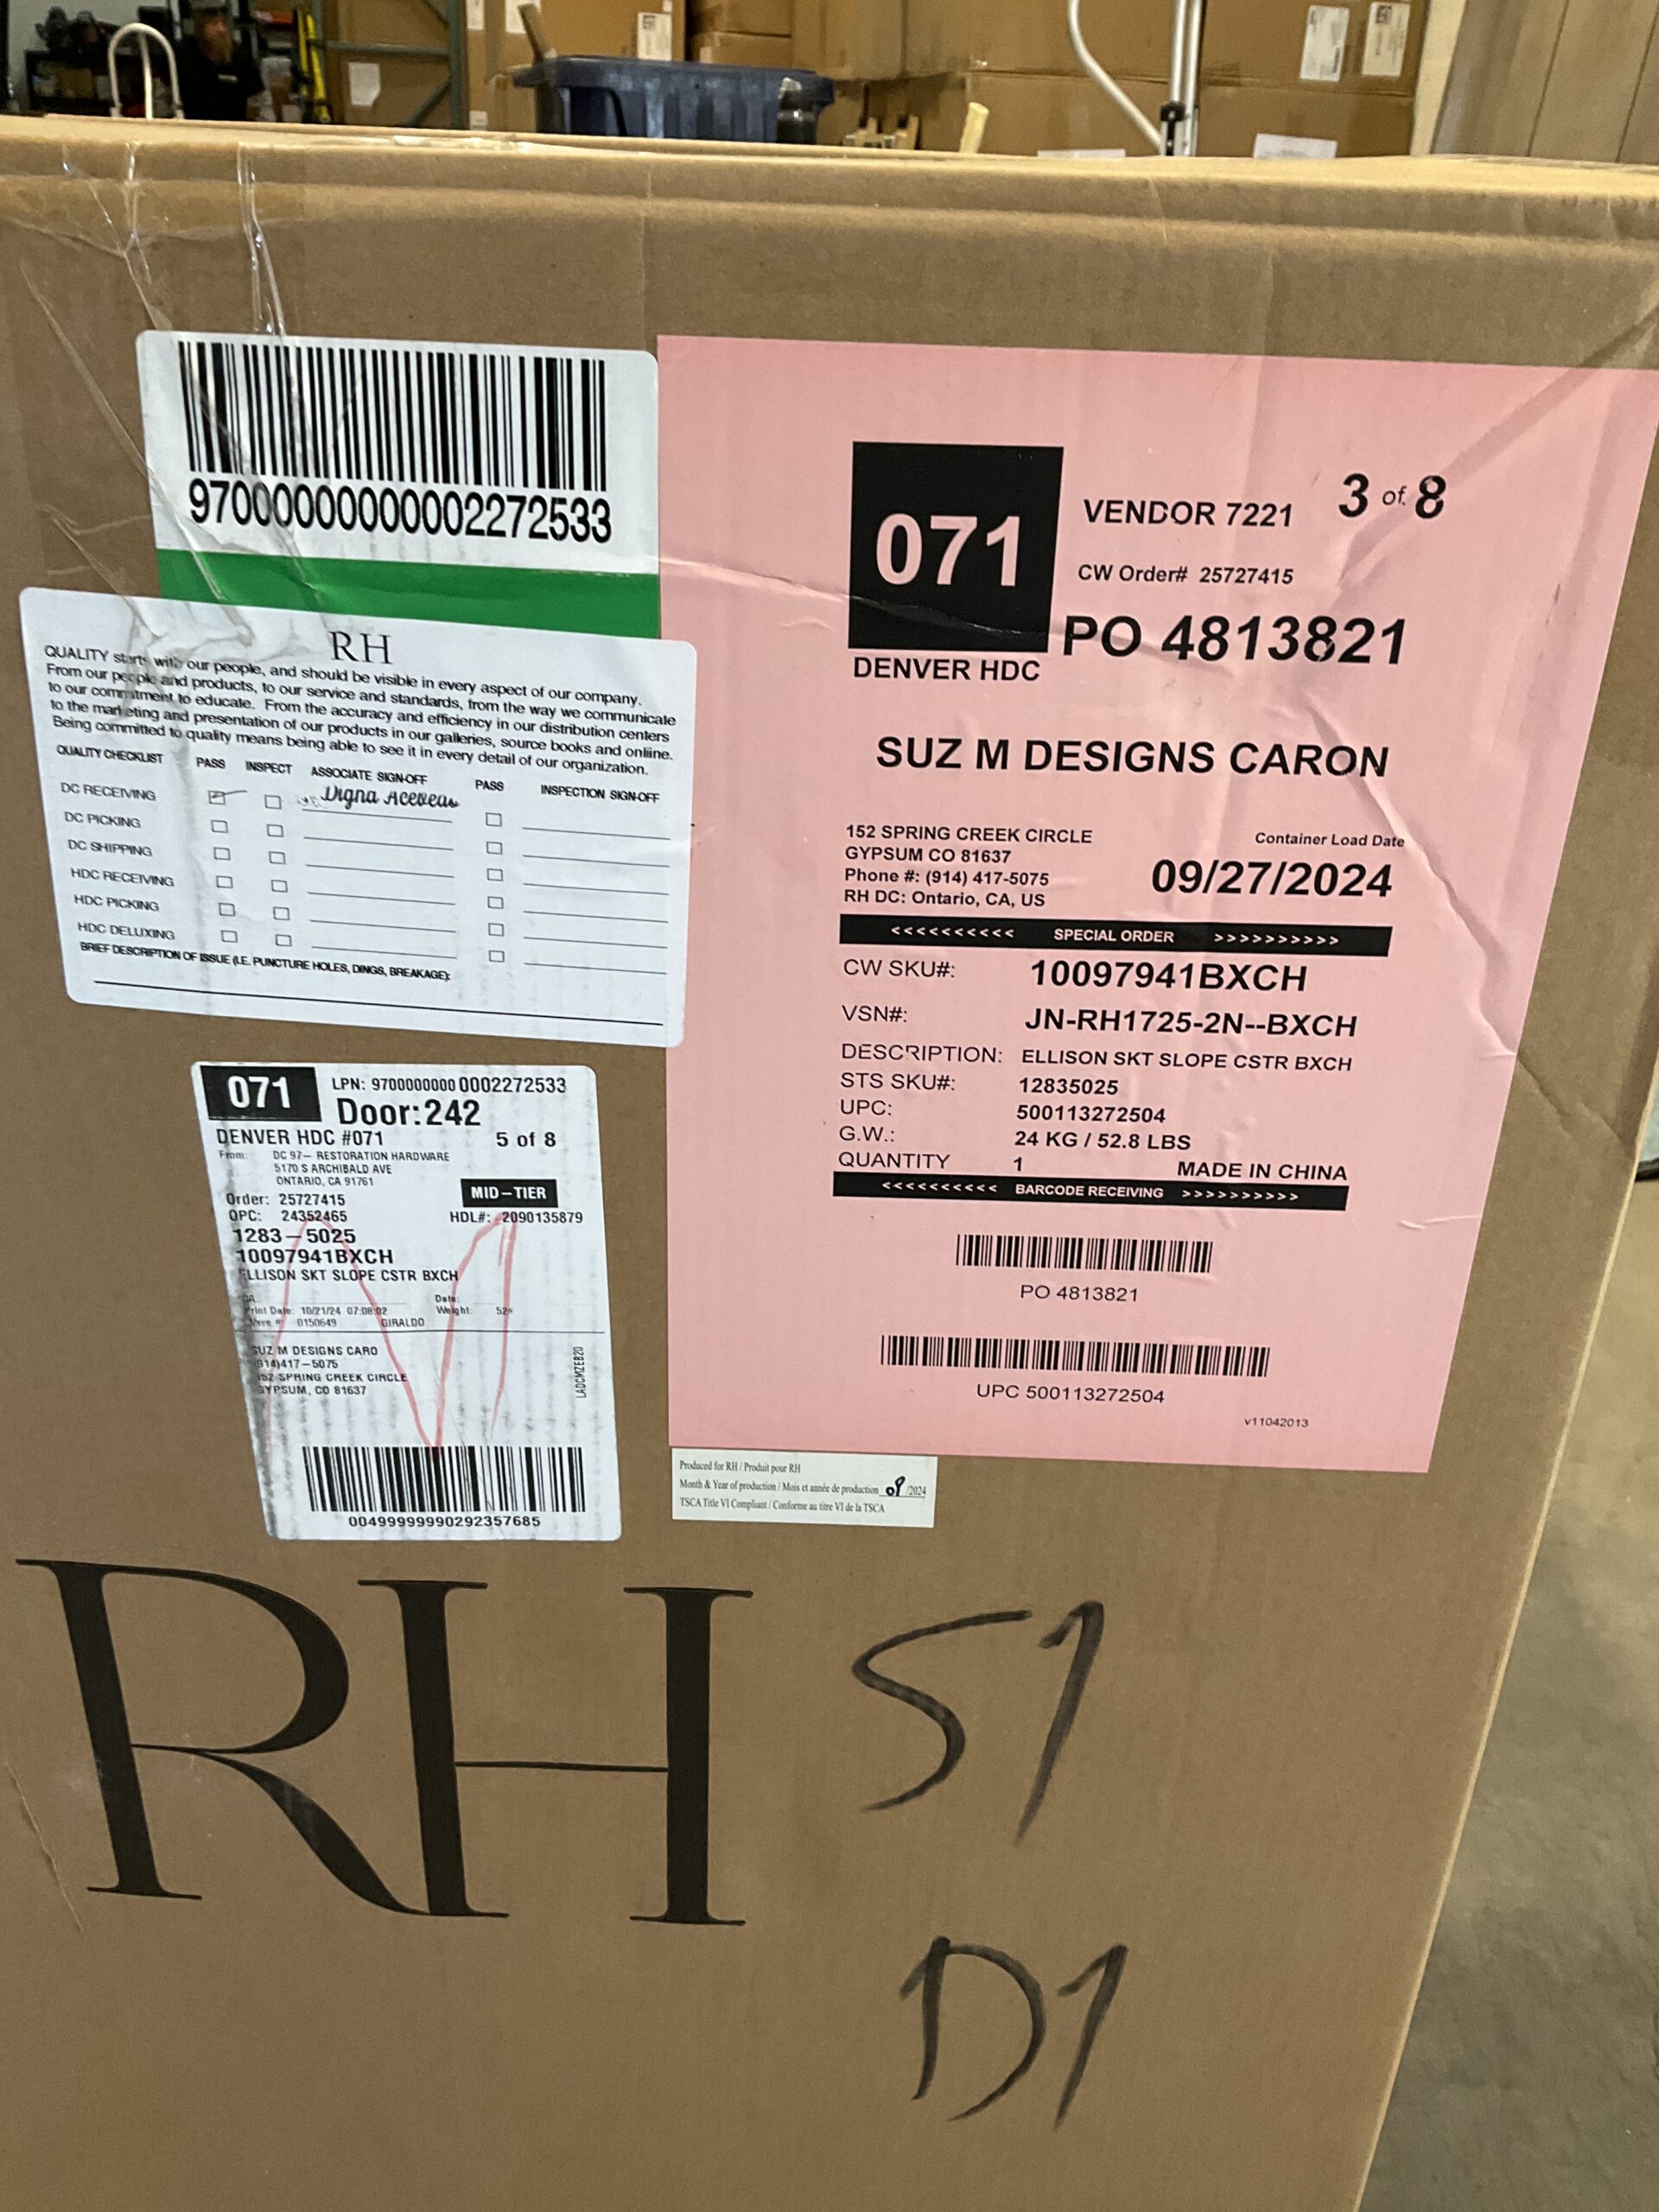 97000000000002272533
RH
QUALITY starts with our people, and should be visible in every aspect of our company.
From our people and products, to our service and standards, from the way we communicate
to our commitment to educate. From the accuracy and efficiency in our distribution centers
to the marketing and presentation of our products in our galleries, source books and online.
Being committed to quality means being able to see it in every detail of our organization.
QUALITY CHECKLIST PASS INSPECT ASSOCIATE SIGN-OFF PASS INSPECTION SIGN-OFF
DC RECEIVING Digna
DC PICKING
DC SHIPPING
HDC RECEIVING
HDC PICKING
HDC DELUXING
BRIEF DESCRIPTION OF ISSUE (I.E. PUNCTURE HOLES, DINGS, BREAKAGE):
071
DENVER HDC
VENDOR 7221 3 of 8
CW Order# 25727415
PO 4813821
SUZ M DESIGNS CARON
152 SPRING CREEK CIRCLE
GYPSUM CO 81637
Phone #: (914) 417-5075
RH DC: Ontario, CA, US
Container Load Date
09/27/2024
<<<<<<<<<< SPECIAL ORDER >>>>>>>>>>
CW SKU#: 10097941BXCH
VSN#: JN-RH1725-2N--BXCH
DESCRIPTION: ELLISON SKT SLOPE CSTR BXCH
STS SKU#: 12835025
UPC: 500113272504
G.W.: 24 KG / 52.8 LBS
QUANTITY 1 MADE IN CHINA
<<<<<<<<<< BARCODE RECEIVING >>>>>>>>>>
PO 4813821
UPC 500113272504
v11042013
071 LPN: 97000000000002272533
Door:242
DENVER HDC #071 5 of 8
From: DC 97- RESTORATION HARDWARE
5170 S ARCHIBALD AVE
ONTARIO, CA 91761
Order: 25727415 MID-TIER
OPC: 24352465 HDL#: 2090135879
1283-5025
10097941BXCH
ELLISON SKT SLOPE CSTR BXCH
Date:
Print Date: 10/21/24 07:08:02 Weight: 52#
Wave #: 0150649 GIRALDO
SUZ M DESIGNS CARO
(914)417-5075
152 SPRING CREEK CIRCLE
GYPSUM, CO 81637
LADCMZEB20
00499999990292357685
Produced for RH / Produit pour RH
Month & Year of production / Mois et année de production 09 /2024
TSCA Title VI Compliant / Conforme au titre VI de la TSCA
RH
S1
D1